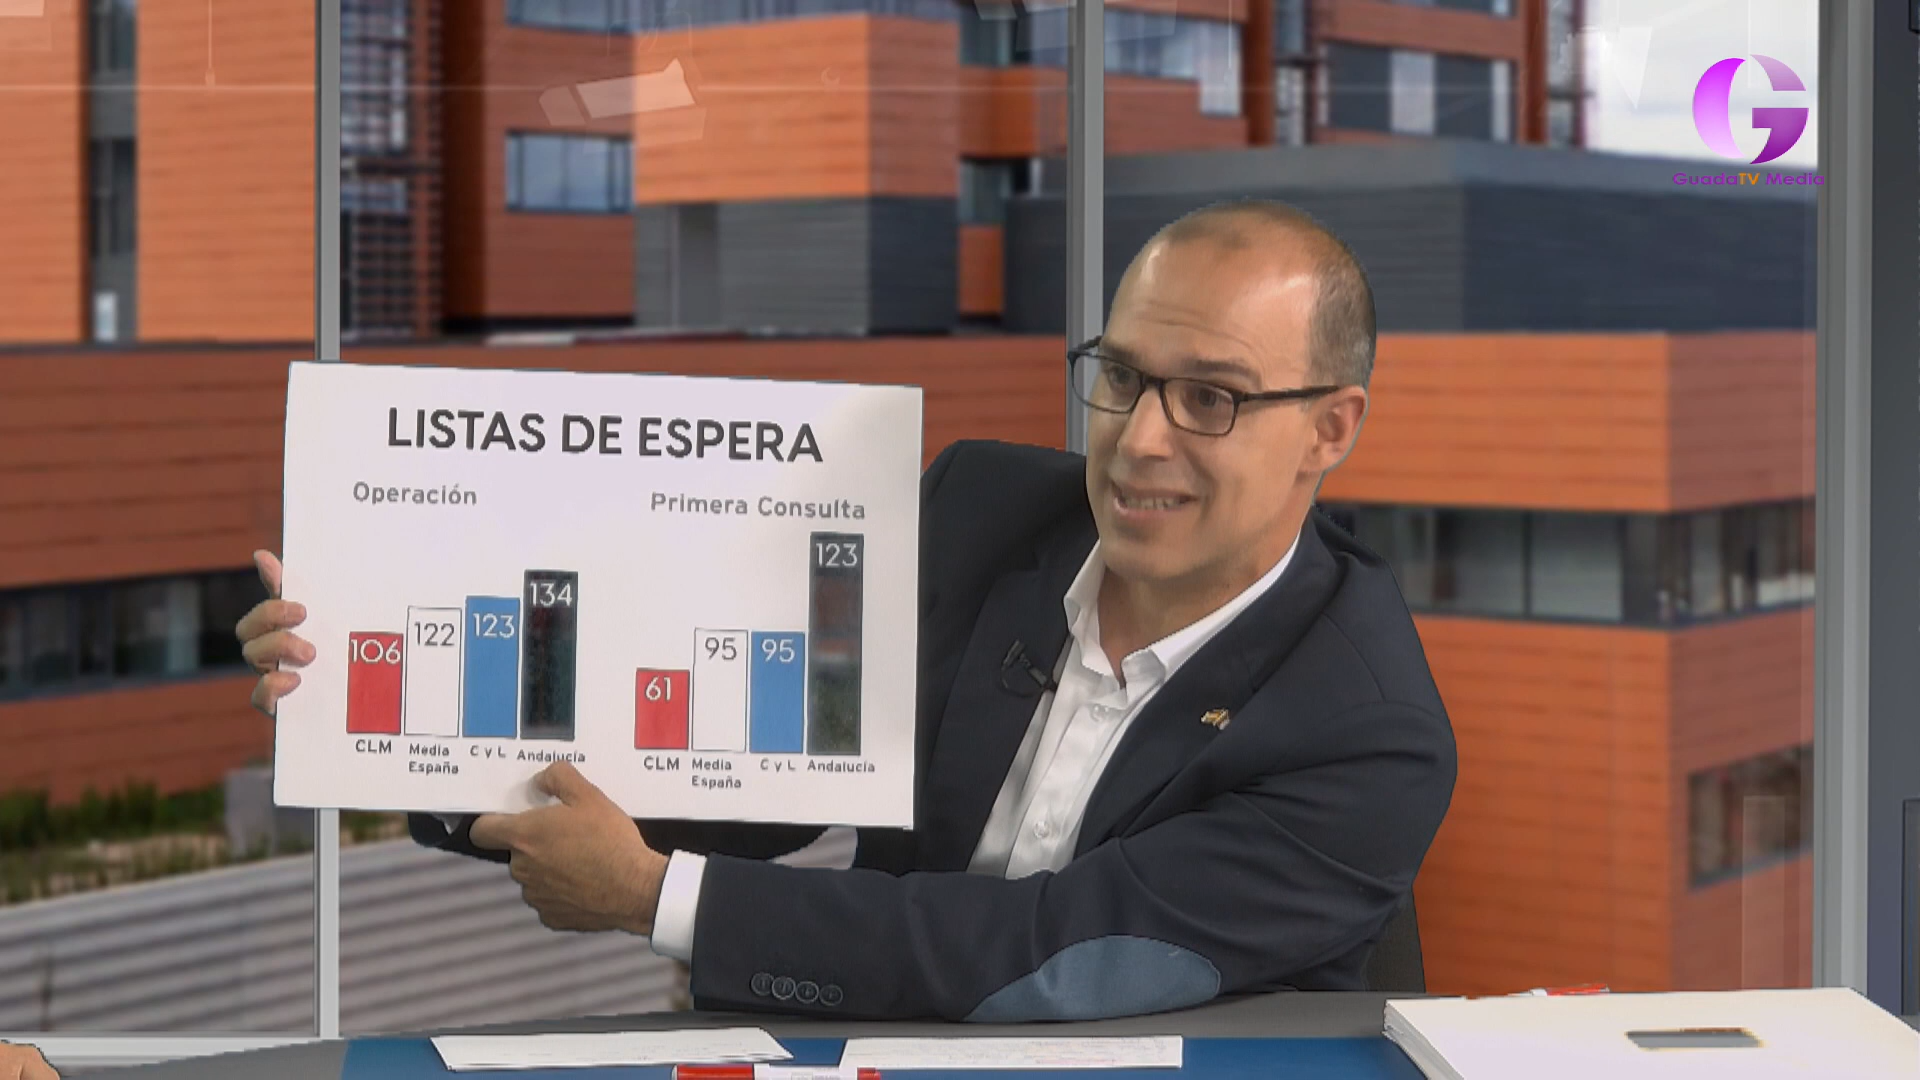 GuadaTV Media
LISTAS DE ESPERA
Operación
106
122
123
134
CLM
Media
España
C y L
Andalucía
Primera Consulta
61
95
95
123
CLM
Media
España
C y L
Andalucía